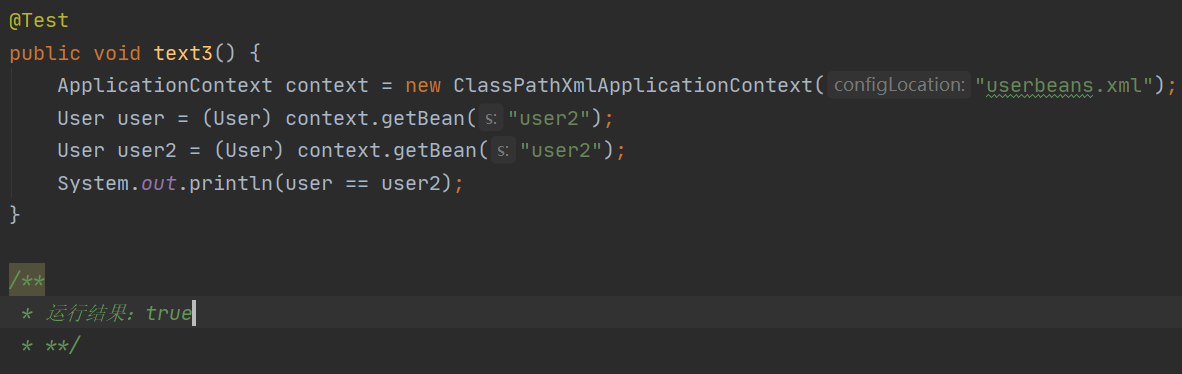 @Test
public void text3() {
    ApplicationContext context = new ClassPathXmlApplicationContext( configLocation: "userbeans.xml");
    User user = (User) context.getBean( s: "user2");
    User user2 = (User) context.getBean( s: "user2");
    System.out.println(user == user2);
}
/**
 * 运行结果：true
 * **/